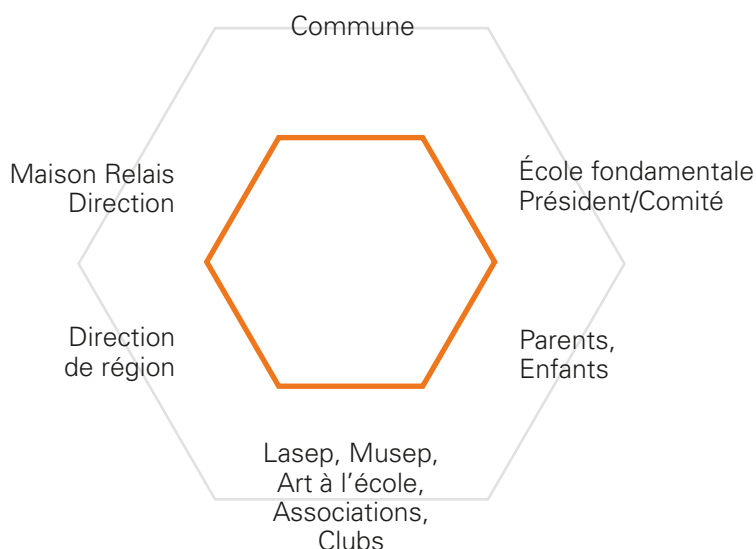 Commune
Maison Relais
Direction
École fondamentale
Président/Comité
Direction
de région
Parents,
Enfants
Lasep, Musep,
Art à l’école,
Associations,
Clubs